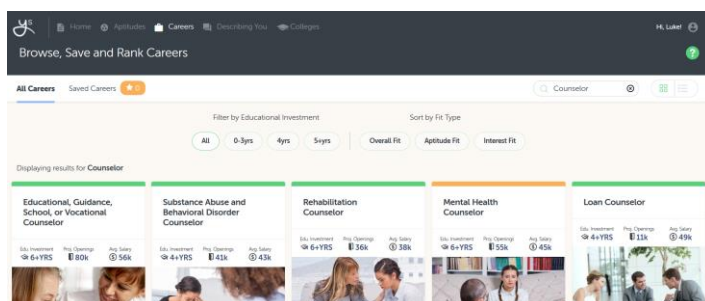 YS Home Aptitudes Careers Describing You Colleges Hi, Luke!
Browse, Save and Rank Careers ?
All Careers Saved Careers ★ 0 Counselor
Filter by Educational Investment Sort by Fit Type
All 0-3yrs 4yrs 5+yrs Overall Fit Aptitude Fit Interest Fit
Displaying results for Counselor
Educational, Guidance,
School, or Vocational
Counselor
Edu. Investment Proj. Openings Avg. Salary
6+YRS 80k 56k
Substance Abuse and
Behavioral Disorder
Counselor
Edu. Investment Proj. Openings Avg. Salary
4+YRS 41k 43k
Rehabilitation
Counselor
Edu. Investment Proj. Openings Avg. Salary
6+YRS 36k 38k
Mental Health
Counselor
Edu. Investment Proj. Openings Avg. Salary
6+YRS 55k 45k
Loan Counselor
Edu. Investment Proj. Openings Avg. Salary
4+YRS 11k 49k